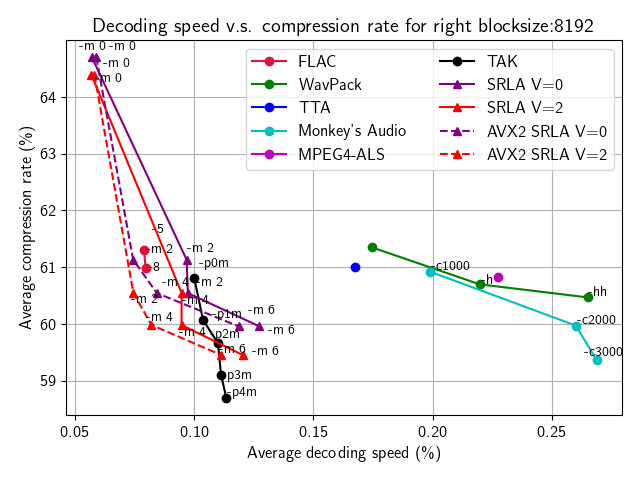 Decoding speed v.s. compression rate for right blocksize:8192
FLAC
WavPack
TTA
Monkey's Audio
MPEG4-ALS
TAK
SRLA V=0
SRLA V=2
AVX2 SRLA V=0
AVX2 SRLA V=2
-m 0
-m 0
-m 0
-m 0
-5
-m 2
-m 2
-8
-p0m
-m 4
-m 2
-m 2
-m 4
-m 4
-p1m
-m 6
-m 4
-p2m
-m 6
-m 6
-m 6
-p3m
-p4m
-c1000
-h
-hh
-c2000
-c3000
64
63
62
61
60
59
0.05
0.10
0.15
0.20
0.25
Average compression rate (%)
Average decoding speed (%)